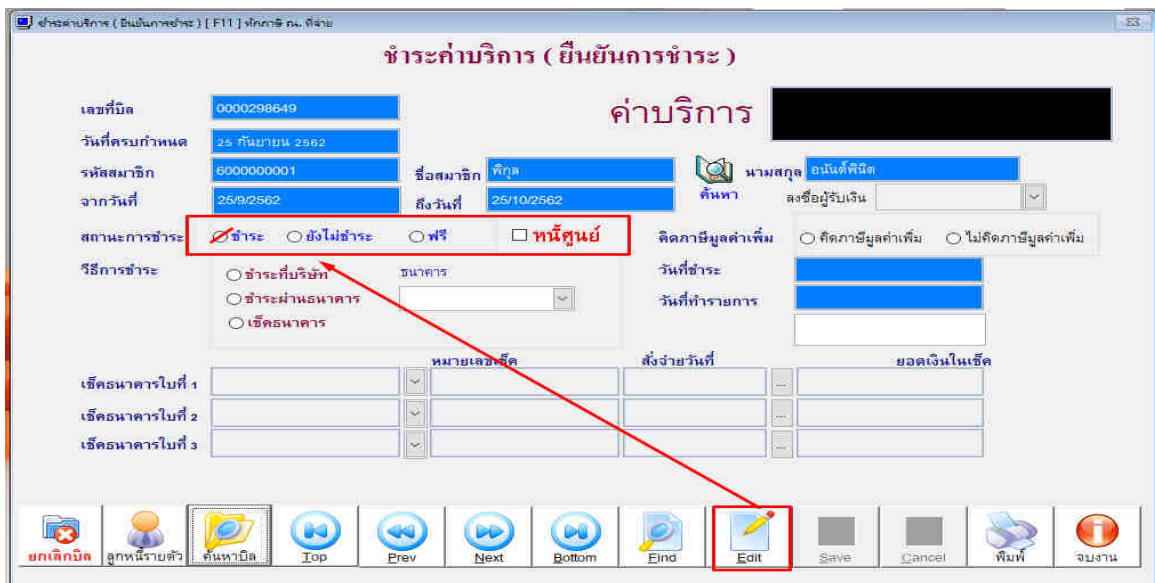 ชำระค่าบริการ ( ยืนยันการชำระ ) [ F11 ] หักภาษี ณ. ที่จ่าย
ชำระค่าบริการ ( ยืนยันการชำระ )
เลขที่บิล 0000298649 ค่าบริการ
วันที่ครบกำหนด 25 กันยายน 2562
รหัสสมาชิก 6000000001 ชื่อสมาชิก พิกุล ค้นหา นามสกุล อนันต์พินิต
จากวันที่ 25/9/2562 ถึงวันที่ 25/10/2562 ลงชื่อผู้รับเงิน
สถานะการชำระ ชำระ ยังไม่ชำระ ฟรี หนี้ศูนย์ คิดภาษีมูลค่าเพิ่ม คิดภาษีมูลค่าเพิ่ม ไม่คิดภาษีมูลค่าเพิ่ม
วิธีการชำระ ชำระที่บริษัท ธนาคาร วันที่ชำระ
ชำระผ่านธนาคาร วันที่ทำรายการ
เช็คธนาคาร
หมายเลขเช็ค สั่งจ่ายวันที่ ยอดเงินในเช็ค
เช็คธนาคารใบที่ 1 ...
เช็คธนาคารใบที่ 2 ...
เช็คธนาคารใบที่ 3 ...
ยกเลิกบิล ลูกหนี้รายตัว ค้นหาบิล Top Prev Next Bottom Find Edit Save Cancel พิมพ์ จบงาน